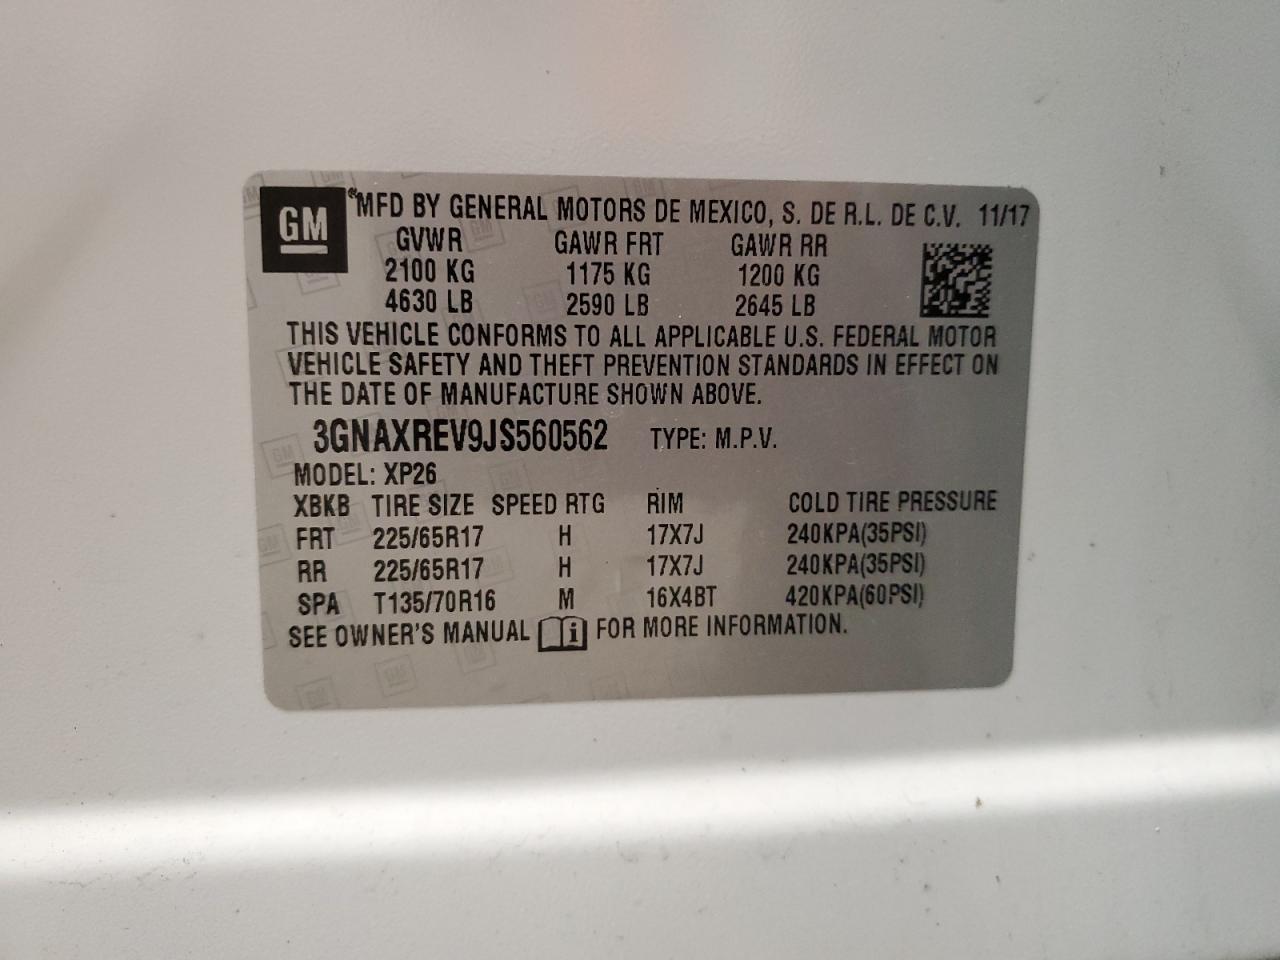 GM
MFD BY GENERAL MOTORS DE MEXICO, S. DE R.L. DE C.V. 11/17
GVWR GAWR FRT GAWR RR
2100 KG 1175 KG 1200 KG
4630 LB 2590 LB 2645 LB
THIS VEHICLE CONFORMS TO ALL APPLICABLE U.S. FEDERAL MOTOR
VEHICLE SAFETY AND THEFT PREVENTION STANDARDS IN EFFECT ON
THE DATE OF MANUFACTURE SHOWN ABOVE.
3GNAXREV9JS560562 TYPE: M.P.V.
MODEL: XP26
XBKB TIRE SIZE SPEED RTG RIM COLD TIRE PRESSURE
FRT 225/65R17 H 17X7J 240KPA(35PSI)
RR 225/65R17 H 17X7J 240KPA(35PSI)
SPA T135/70R16 M 16X4BT 420KPA(60PSI)
SEE OWNER'S MANUAL i FOR MORE INFORMATION.